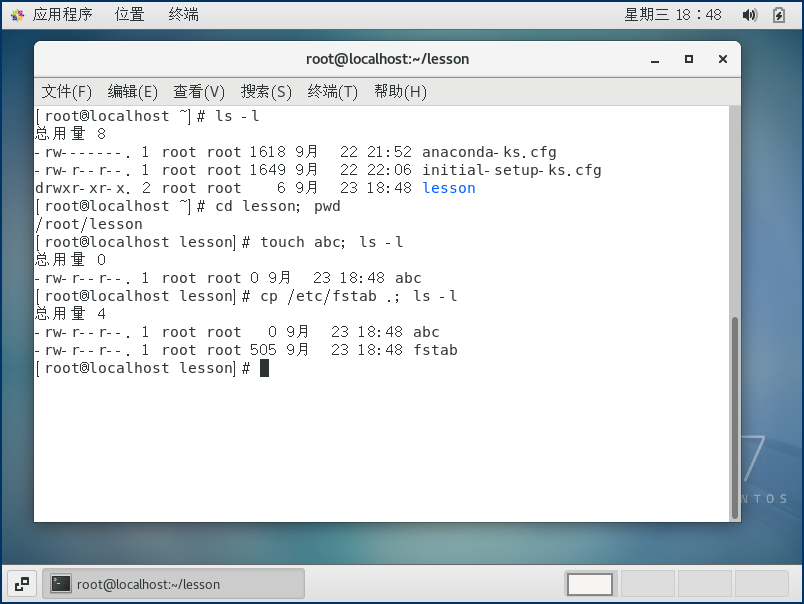 应用程序 位置 终端 星期三 18：48
root@localhost:~/lesson
文件(F) 编辑(E) 查看(V) 搜索(S) 终端(T) 帮助(H)
[root@localhost ~]# ls -l
总用量 8
-rw-------. 1 root root 1618 9月  22 21:52 anaconda-ks.cfg
-rw-r--r--. 1 root root 1649 9月  22 22:06 initial-setup-ks.cfg
drwxr-xr-x. 2 root root    6 9月  23 18:48 lesson
[root@localhost ~]# cd lesson; pwd
/root/lesson
[root@localhost lesson]# touch abc; ls -l
总用量 0
-rw-r--r--. 1 root root 0 9月  23 18:48 abc
[root@localhost lesson]# cp /etc/fstab .; ls -l
总用量 4
-rw-r--r--. 1 root root   0 9月  23 18:48 abc
-rw-r--r--. 1 root root 505 9月  23 18:48 fstab
[root@localhost lesson]#
7
NTOS
root@localhost:~/lesson